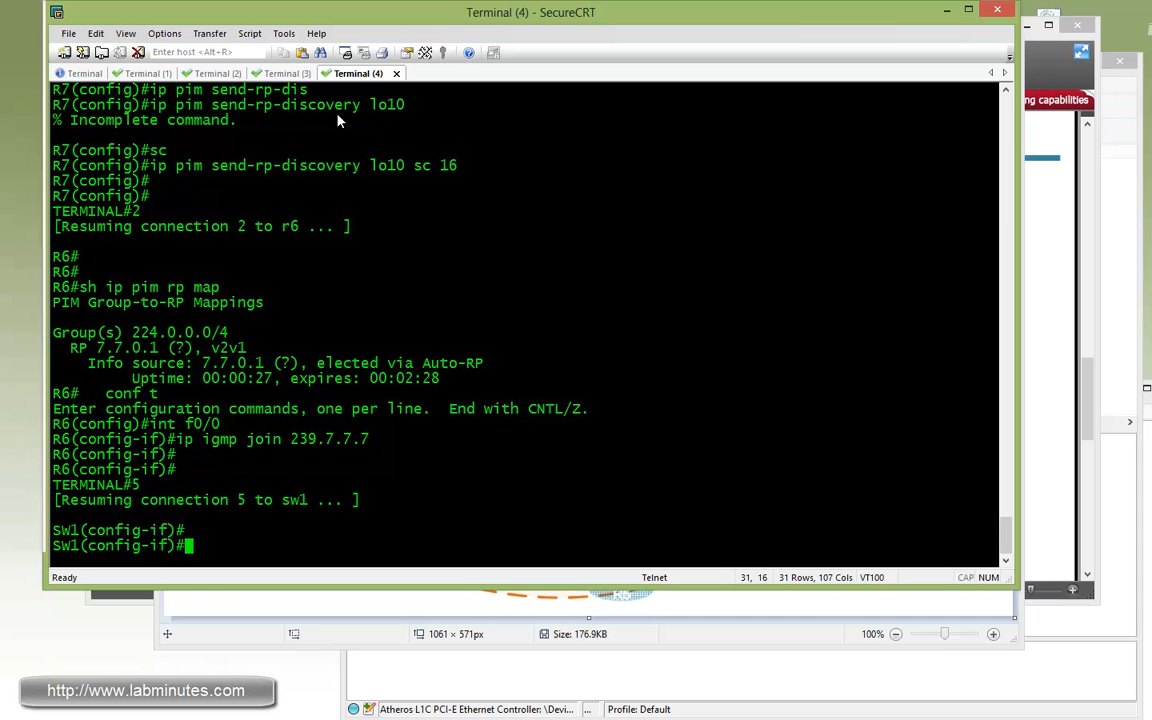 Terminal (4) - SecureCRT
File Edit View Options Transfer Script Tools Help
Enter host <Alt+R>
Terminal Terminal (1) Terminal (2) Terminal (3) Terminal (4)
R7(config)#ip pim send-rp-dis
R7(config)#ip pim send-rp-discovery lo10
% Incomplete command.
R7(config)#sc
R7(config)#ip pim send-rp-discovery lo10 sc 16
R7(config)#
R7(config)#
TERMINAL#2
[Resuming connection 2 to r6 ... ]
R6#
R6#
R6#sh ip pim rp map
PIM Group-to-RP Mappings
Group(s) 224.0.0.0/4
RP 7.7.0.1 (?), v2v1
Info source: 7.7.0.1 (?), elected via Auto-RP
Uptime: 00:00:27, expires: 00:02:28
R6#   conf t
Enter configuration commands, one per line.  End with CNTL/Z.
R6(config)#int f0/0
R6(config-if)#ip igmp join 239.7.7.7
R6(config-if)#
R6(config-if)#
TERMINAL#5
[Resuming connection 5 to sw1 ... ]
SW1(config-if)#
SW1(config-if)#
Ready Telnet 31, 16 31 Rows, 107 Cols VT100 CAP NUM
ng capabilities
1061 × 571px Size: 176.9KB 100%
http://www.labminutes.com
Atheros L1C PCI-E Ethernet Controller: \Devi... ... Profile: Default